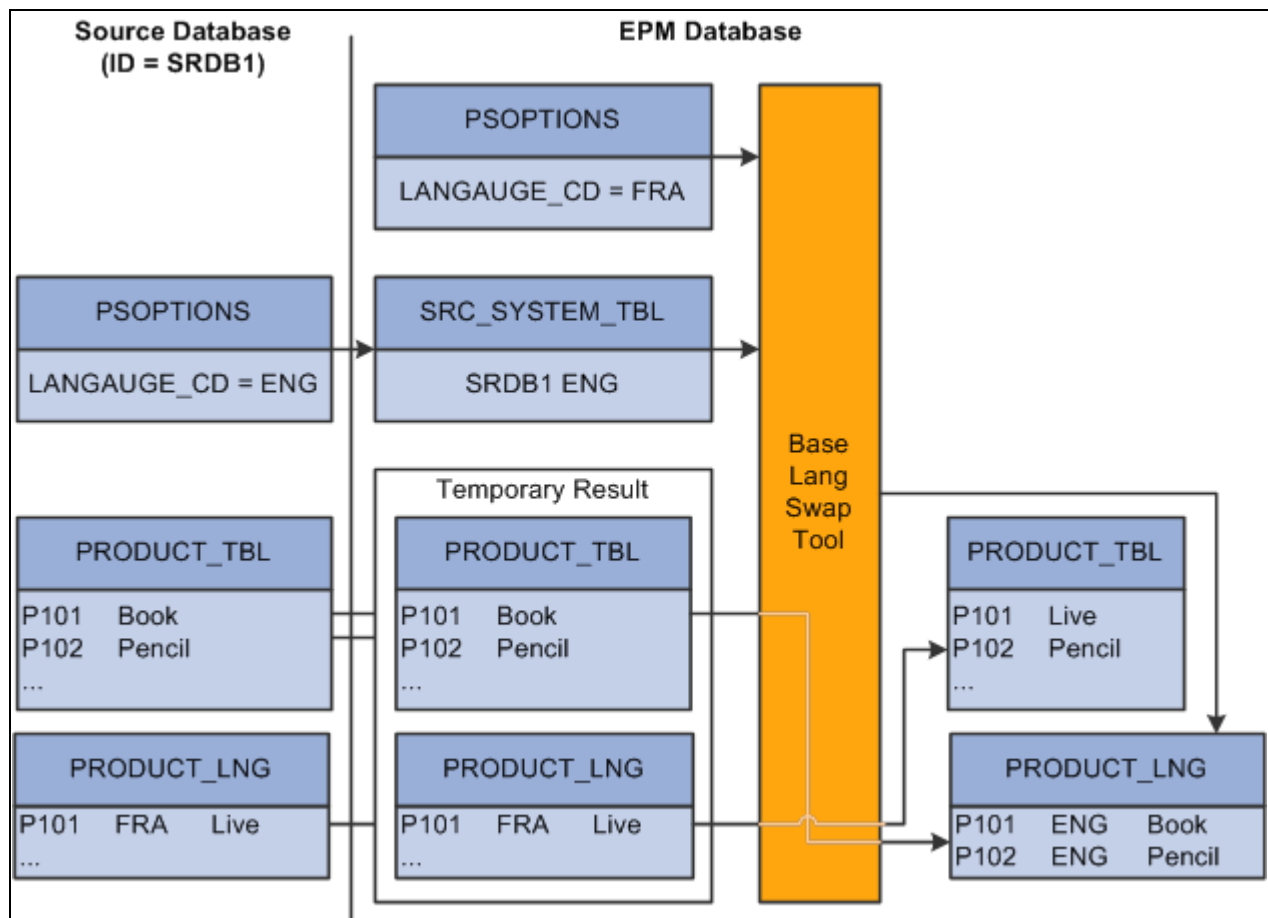 Source Database
(ID = SRDB1)
EPM Database
PSOPTIONS
LANGAUGE_CD = FRA
PSOPTIONS
LANGAUGE_CD = ENG
SRC_SYSTEM_TBL
SRDB1 ENG
Base
Lang
Swap
Tool
Temporary Result
PRODUCT_TBL
P101 Book
P102 Pencil
...
PRODUCT_TBL
P101 Book
P102 Pencil
...
PRODUCT_TBL
P101 Live
P102 Pencil
...
PRODUCT_LNG
P101 FRA Live
...
PRODUCT_LNG
P101 FRA Live
...
PRODUCT_LNG
P101 ENG Book
P102 ENG Pencil